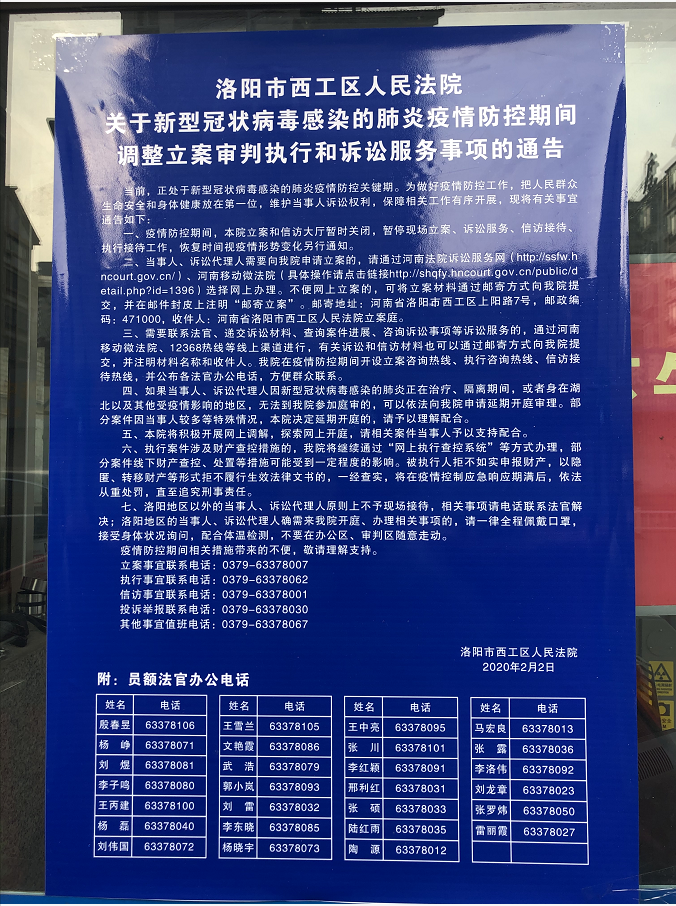 洛阳市西工区人民法院
关于新型冠状病毒感染的肺炎疫情防控期间
调整立案审判执行和诉讼服务事项的通告
当前，正处于新型冠状病毒感染的肺炎疫情防控关键期。为做好疫情防控工作，把人民群众
生命安全和身体健康放在第一位，维护当事人诉讼权利，保障相关工作有序开展，现将有关事宜
通告如下：
一、疫情防控期间，本院立案和信访大厅暂时关闭，暂停现场立案、诉讼服务、信访接待、
执行接待工作，恢复时间视疫情形势变化另行通知。
二、当事人、诉讼代理人需要向我院申请立案的，请通过河南法院诉讼服务网（http://ssfw.h
ncourt.gov.cn/）、河南移动微法院（具体操作请点击链接http://shqfy.hncourt.gov.cn/public/d
etail.php?id=1396）选择网上办理。不便网上立案的，可将立案材料通过邮寄方式向我院提
交，并在邮件封皮上注明“邮寄立案”。邮寄地址：河南省洛阳市西工区上阳路7号，邮政编
码：471000，收件人：河南省洛阳市西工区人民法院立案庭。
三、需要联系法官、递交诉讼材料、查询案件进展、咨询诉讼事项等诉讼服务的，通过河南
移动微法院、12368热线等线上渠道进行，有关诉讼和信访材料也可以通过邮寄方式向我院提
交，并注明材料名称和收件人。我院在疫情防控期间开设立案咨询热线、执行咨询热线、信访接
待热线，并公布各法官办公电话，方便群众联系。
四、如果当事人、诉讼代理人因新型冠状病毒感染的肺炎正在治疗、隔离期间，或者身在湖
北以及其他受疫情影响的地区，无法到我院参加庭审的，可以依法向我院申请延期开庭审理。部
分案件因当事人较多等特殊情况，本院决定延期开庭的，请予以理解配合。
五、本院将积极开展网上调解，探索网上开庭，请相关案件当事人予以支持配合。
六、执行案件涉及财产查控措施的，我院将继续通过“网上执行查控系统”等方式办理，部
分案件线下财产查控、处置等措施可能受到一定程度的影响。被执行人拒不如实申报财产，以隐
匿、转移财产等形式拒不履行生效法律文书的，一经查实，将在疫情控制应急响应期满后，依法
从重处罚，直至追究刑事责任。
七、洛阳地区以外的当事人、诉讼代理人原则上不予现场接待，相关事项请电话联系法官解
决；洛阳地区的当事人、诉讼代理人确需来我院开庭、办理相关事项的，请一律全程佩戴口罩，
接受身体状况询问，配合体温检测，不要在办公区、审判区随意走动。
疫情防控期间相关措施带来的不便，敬请理解支持。
立案事宜联系电话：0379-63378007
执行事宜联系电话：0379-63378062
信访事宜联系电话：0379-63378001
投诉举报联系电话：0379-63378030
其他事宜值班电话：0379-63378067
洛阳市西工区人民法院
2020年2月2日
附：员额法官办公电话
姓名 电话 姓名 电话 姓名 电话 姓名 电话
殷春昱 63378106 王雪兰 63378105 王中亮 63378095 马宏良 63378013
杨 峥 63378071 文艳霞 63378086 张 川 63378101 张 露 63378036
刘 煜 63378081 武 浩 63378079 李红颖 63378091 李洛伟 63378092
李子鸣 63378080 郭小岚 63378093 邢利红 63378031 刘龙章 63378023
王丙建 63378100 刘 雷 63378032 张 硕 63378033 张罗炜 63378050
杨 磊 63378040 李东晓 63378085 陆红雨 63378035 雷丽霞 63378027
刘伟国 63378072 杨晓宇 63378073 陶 源 63378012